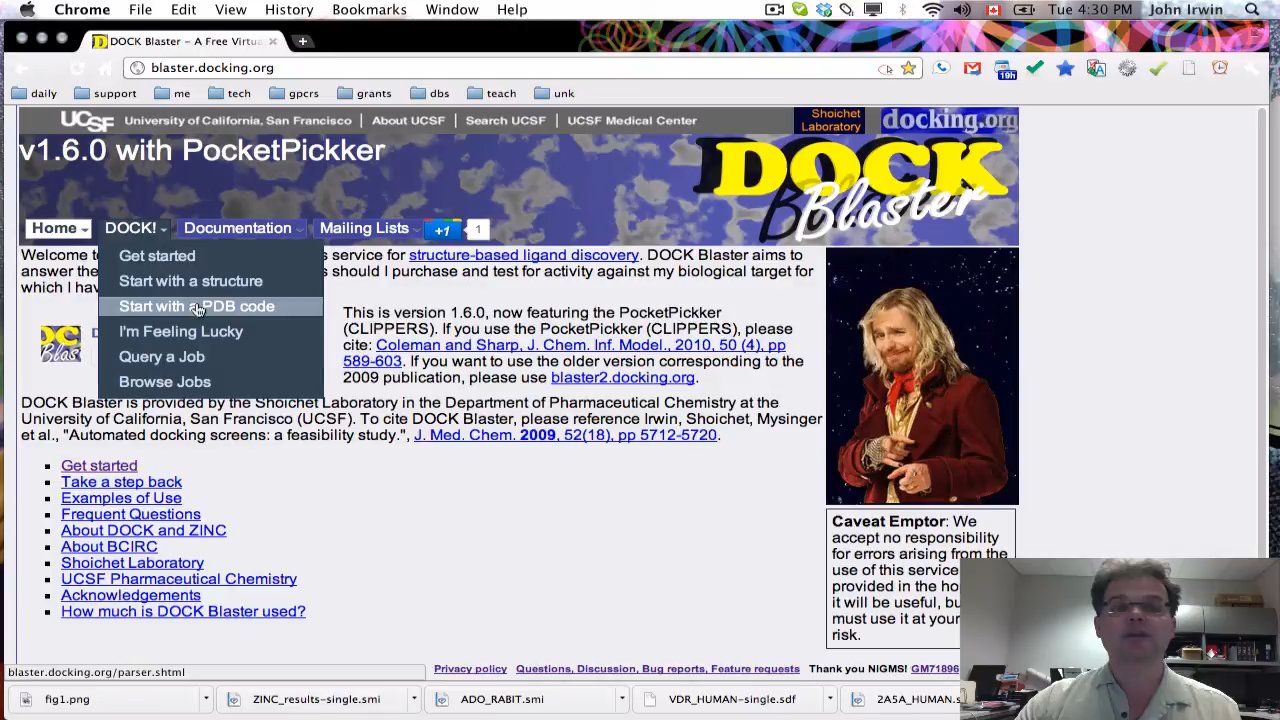 Chrome File Edit View History Bookmarks Window Help Tue 4:30 PM John Irwin
DOCK Blaster – A Free Virtua
blaster.docking.org
19h
daily support me tech gpcrs grants dbs teach unk
UCSF University of California, San Francisco About UCSF Search UCSF UCSF Medical Center
Shoichet
Laboratory
docking.org
v1.6.0 with PocketPickker
DOCK
Blaster
Home DOCK! Documentation Mailing Lists +1 1
Get started
Start with a structure
Start with a PDB code
I'm Feeling Lucky
Query a Job
Browse Jobs
Welcome to
s service for structure-based ligand discovery. DOCK Blaster aims to
answer the
s should I purchase and test for activity against my biological target for
which I hav
This is version 1.6.0, now featuring the PocketPickker
(CLIPPERS). If you use the PocketPickker (CLIPPERS), please
cite: Coleman and Sharp, J. Chem. Inf. Model., 2010, 50 (4), pp
589-603. If you want to use the older version corresponding to the
2009 publication, please use blaster2.docking.org.
DOCK Blaster is provided by the Shoichet Laboratory in the Department of Pharmaceutical Chemistry at the
University of California, San Francisco (UCSF). To cite DOCK Blaster, please reference Irwin, Shoichet, Mysinger
et al., "Automated docking screens: a feasibility study.", J. Med. Chem. 2009, 52(18), pp 5712-5720.
Get started
Take a step back
Examples of Use
Frequent Questions
About DOCK and ZINC
About BCIRC
Shoichet Laboratory
UCSF Pharmaceutical Chemistry
Acknowledgements
How much is DOCK Blaster used?
Caveat Emptor: We
accept no responsibility
for errors arising from the
use of this service
provided in the ho
it will be useful, bu
must use it at your
risk.
blaster.docking.org/parser.shtml
Privacy policy Questions, Discussion, Bug reports, Feature requests Thank you NiGMS! GM71896
fig1.png ZINC_results-single.smi ADO_RABIT.smi VDR_HUMAN-single.sdf 2A5A_HUMAN.s